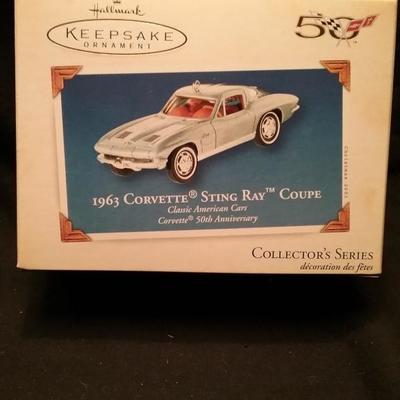 Hallmark
KEEPSAKE
ORNAMENT
50
1963 CORVETTE® STING RAY™ COUPE
Classic American Cars
Corvette® 50th Anniversary
COLLECTOR'S SERIES
décoration des fêtes